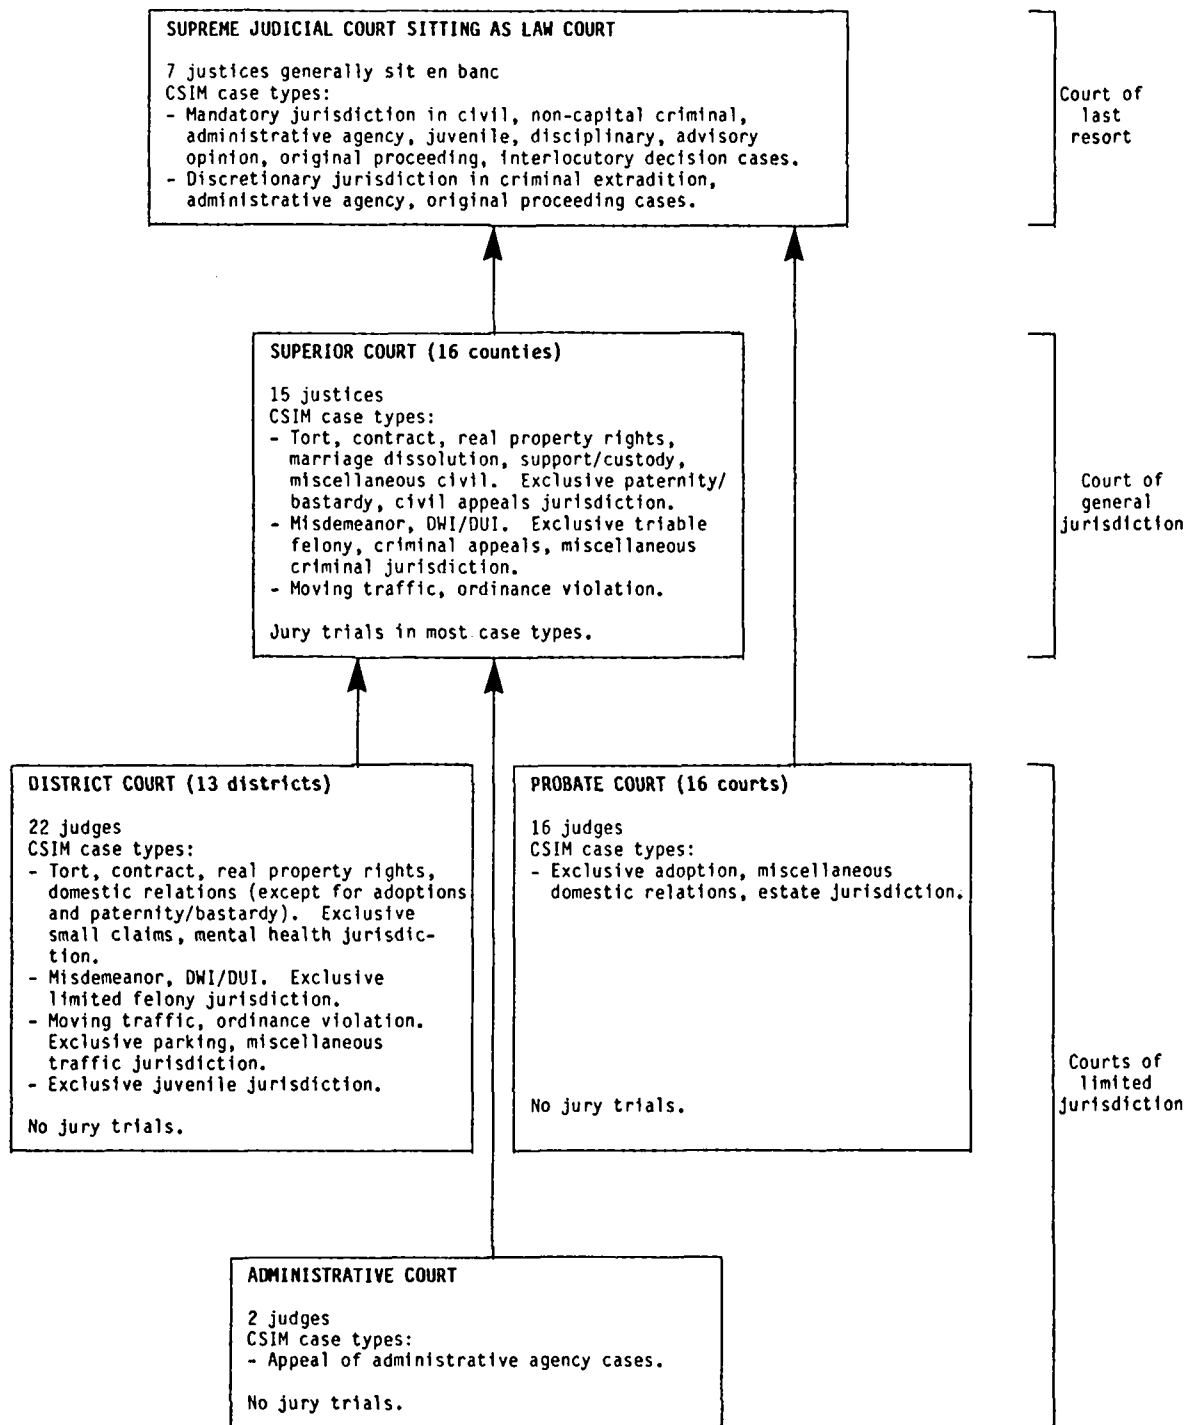 SUPREME JUDICIAL COURT SITTING AS LAW COURT
7 justices generally sit en banc
CSIM case types:
- Mandatory jurisdiction in civil, non-capital criminal,
administrative agency, juvenile, disciplinary, advisory
opinion, original proceeding, interlocutory decision cases.
- Discretionary jurisdiction in criminal extradition,
administrative agency, original proceeding cases.
Court of
last
resort
SUPERIOR COURT (16 counties)
15 justices
CSIM case types:
- Tort, contract, real property rights,
marriage dissolution, support/custody,
miscellaneous civil. Exclusive paternity/
bastardy, civil appeals jurisdiction.
- Misdemeanor, DWI/DUI. Exclusive triable
felony, criminal appeals, miscellaneous
criminal jurisdiction.
- Moving traffic, ordinance violation.
Jury trials in most case types.
Court of
general
jurisdiction
DISTRICT COURT (13 districts)
22 judges
CSIM case types:
- Tort, contract, real property rights,
domestic relations (except for adoptions
and paternity/bastardy). Exclusive
small claims, mental health jurisdic-
tion.
- Misdemeanor, DWI/DUI. Exclusive
limited felony jurisdiction.
- Moving traffic, ordinance violation.
Exclusive parking, miscellaneous
traffic jurisdiction.
- Exclusive juvenile jurisdiction.
No jury trials.
PROBATE COURT (16 courts)
16 judges
CSIM case types:
- Exclusive adoption, miscellaneous
domestic relations, estate jurisdiction.
No jury trials.
Courts of
limited
jurisdiction
ADMINISTRATIVE COURT
2 judges
CSIM case types:
- Appeal of administrative agency cases.
No jury trials.